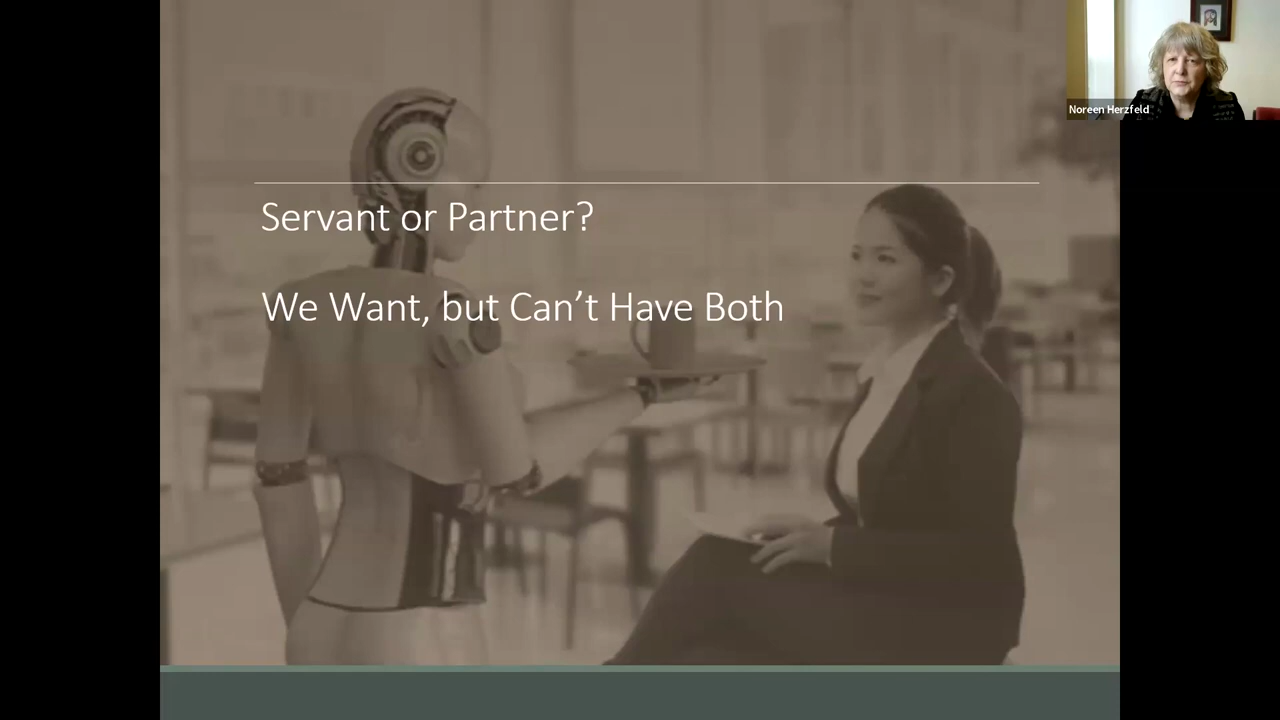 Noreen Herzfeld
Servant or Partner?
We Want, but Can’t Have Both